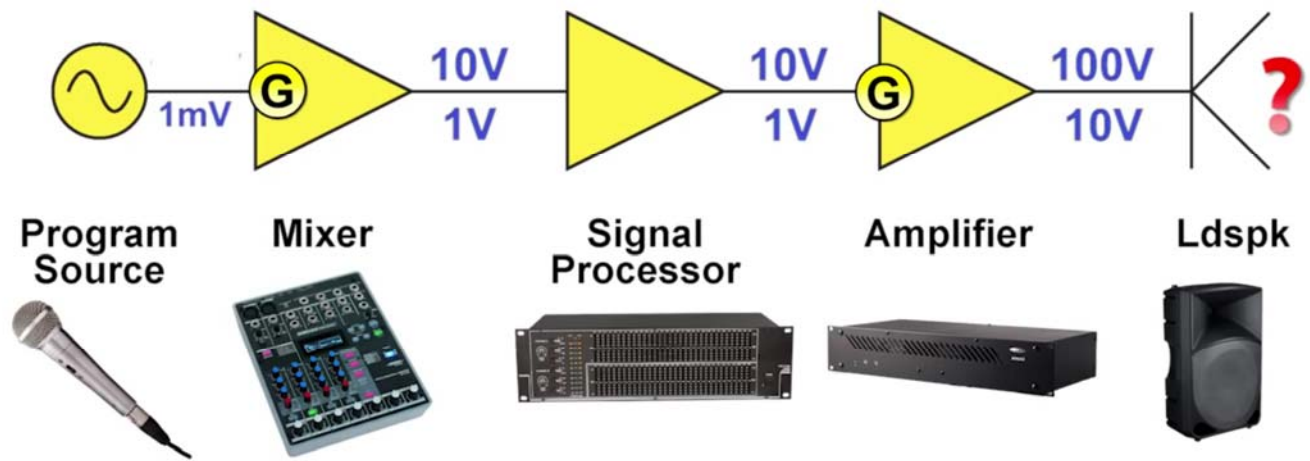 1mV
G
10V
1V
10V
1V
G
100V
10V
?
Program
Source
Mixer
Signal
Processor
Amplifier
Ldspk